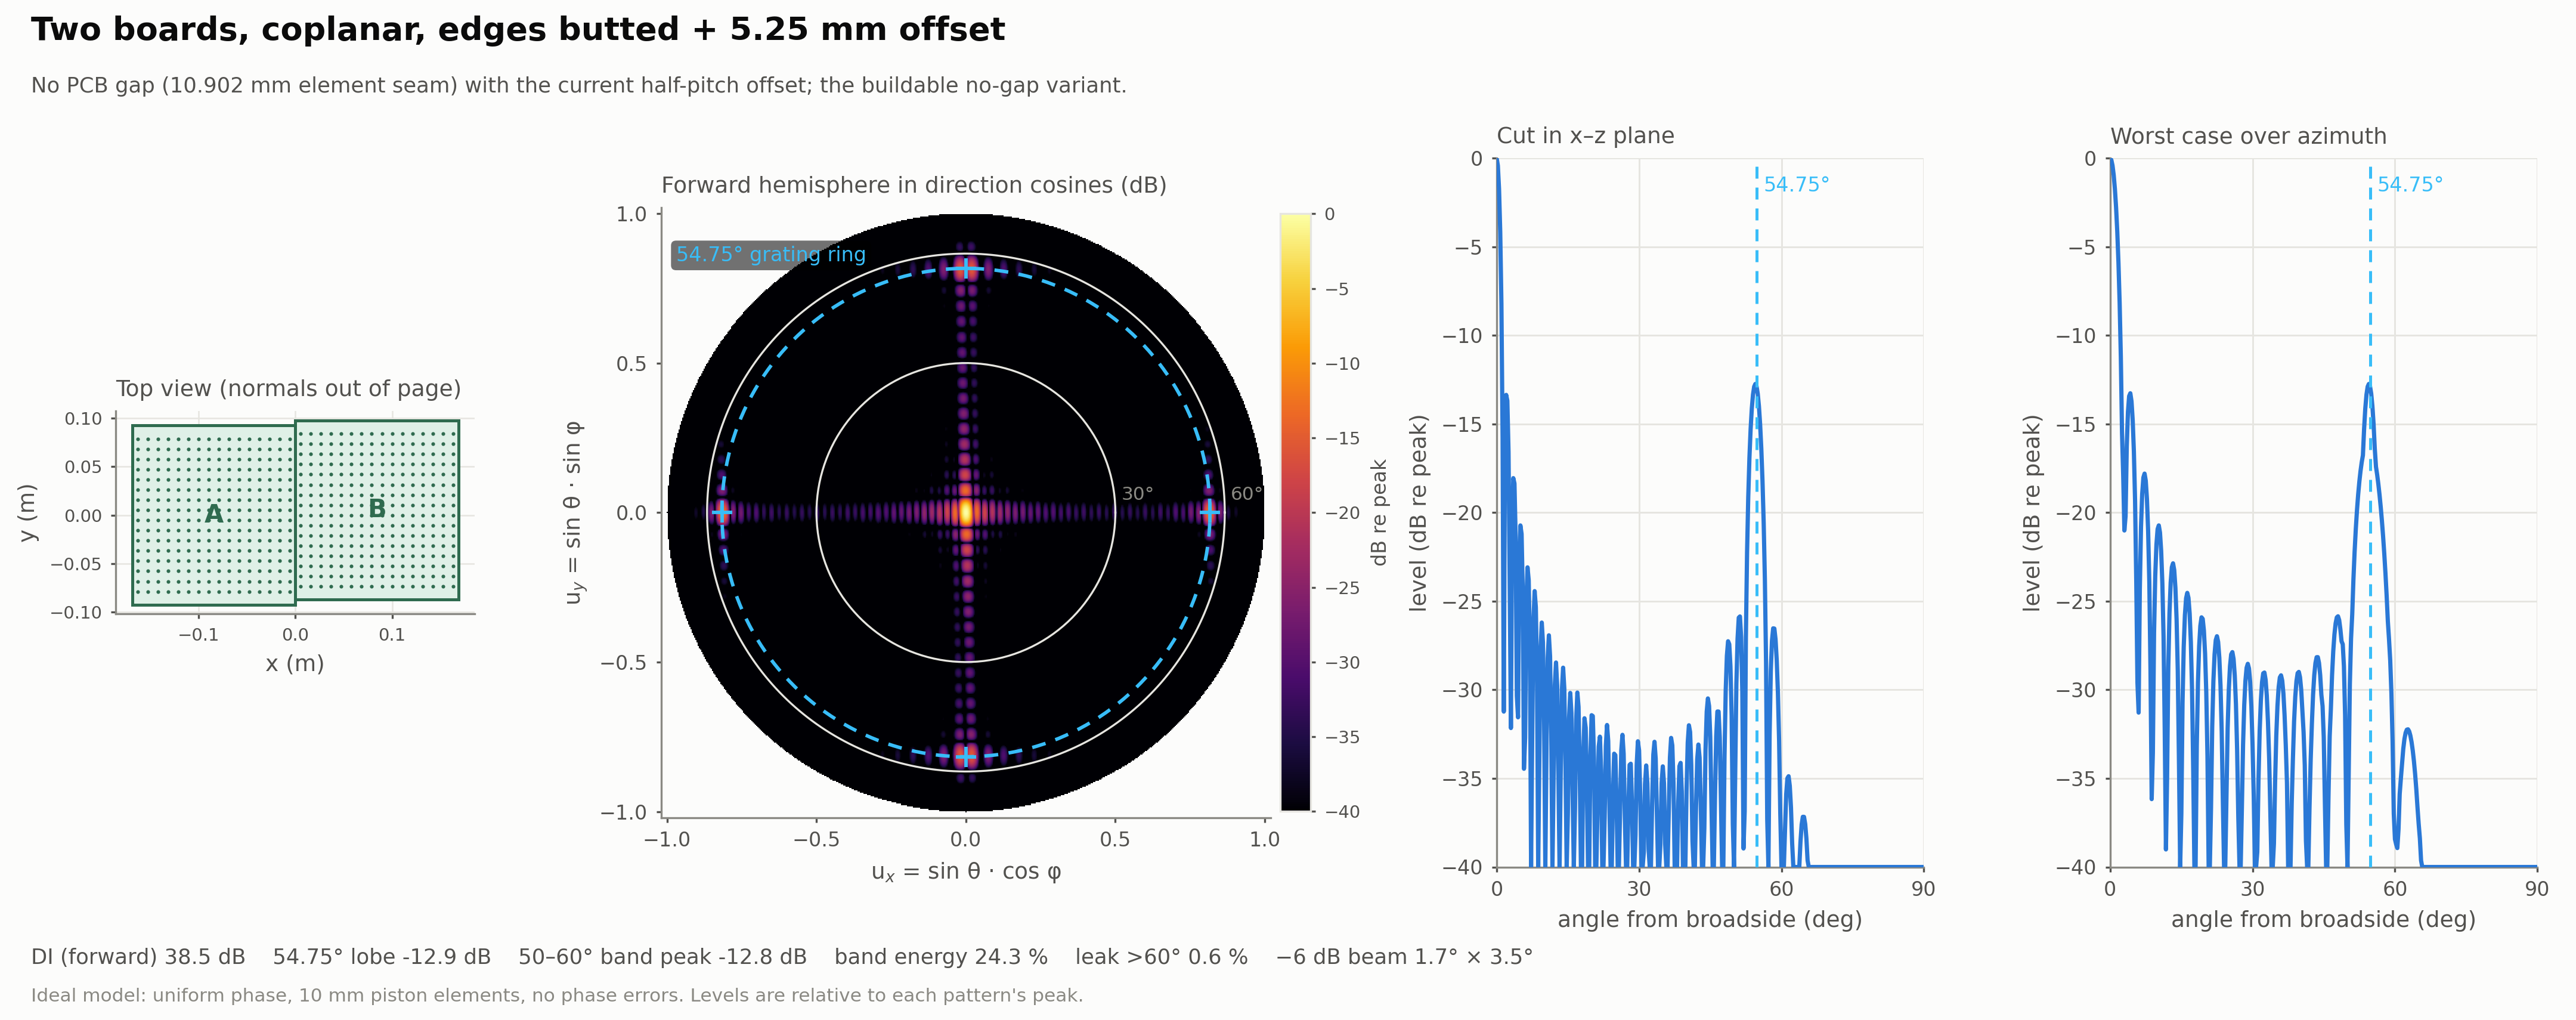 Two boards, coplanar, edges butted + 5.25 mm offset
No PCB gap (10.902 mm element seam) with the current half-pitch offset; the buildable no-gap variant.
Top view (normals out of page)
y (m)
0.10
0.05
0.00
−0.05
−0.10
A
B
−0.1
0.0
0.1
x (m)
Forward hemisphere in direction cosines (dB)
54.75° grating ring
30°
60°
u_y = sin θ · sin φ
1.0
0.5
0.0
−0.5
−1.0
−1.0
−0.5
0.0
0.5
1.0
u_x = sin θ · cos φ
0
−5
−10
−15
−20
−25
−30
−35
−40
dB re peak
Cut in x–z plane
54.75°
level (dB re peak)
0
−5
−10
−15
−20
−25
−30
−35
−40
0
30
60
90
angle from broadside (deg)
Worst case over azimuth
54.75°
level (dB re peak)
0
−5
−10
−15
−20
−25
−30
−35
−40
0
30
60
90
angle from broadside (deg)
DI (forward) 38.5 dB 54.75° lobe -12.9 dB 50–60° band peak -12.8 dB band energy 24.3 % leak >60° 0.6 % −6 dB beam 1.7° × 3.5°
Ideal model: uniform phase, 10 mm piston elements, no phase errors. Levels are relative to each pattern's peak.